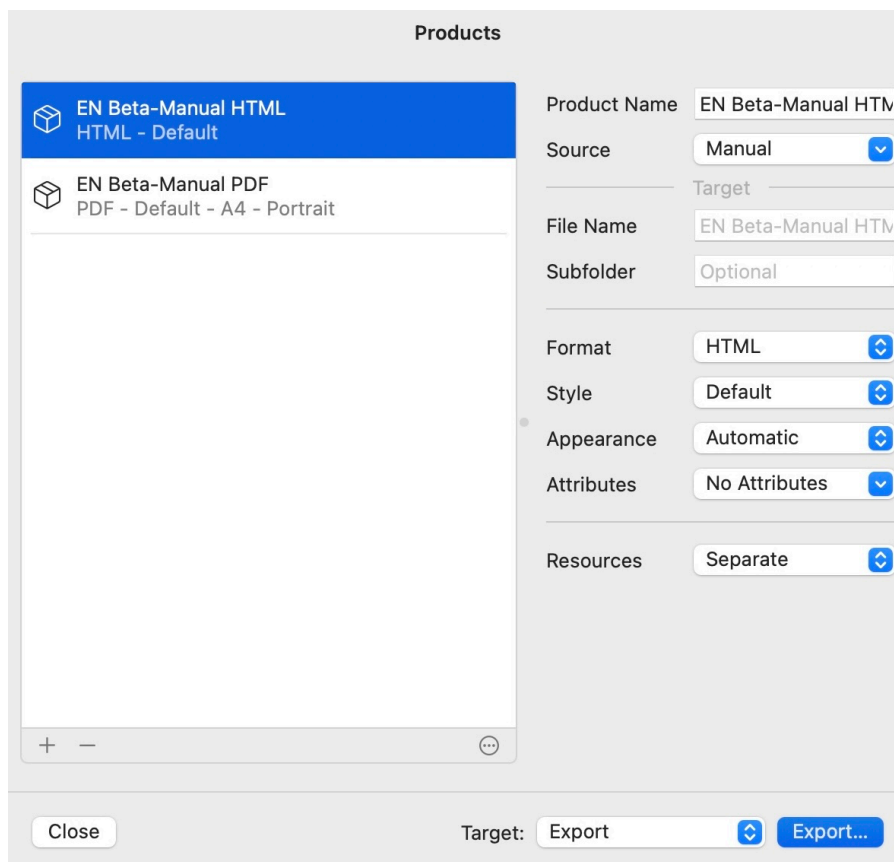 Products
EN Beta-Manual HTML
HTML - Default
EN Beta-Manual PDF
PDF - Default - A4 - Portrait
Product Name EN Beta-Manual HTM
Source Manual
Target
File Name EN Beta-Manual HTM
Subfolder Optional
Format HTML
Style Default
Appearance Automatic
Attributes No Attributes
Resources Separate
Close Target: Export Export...